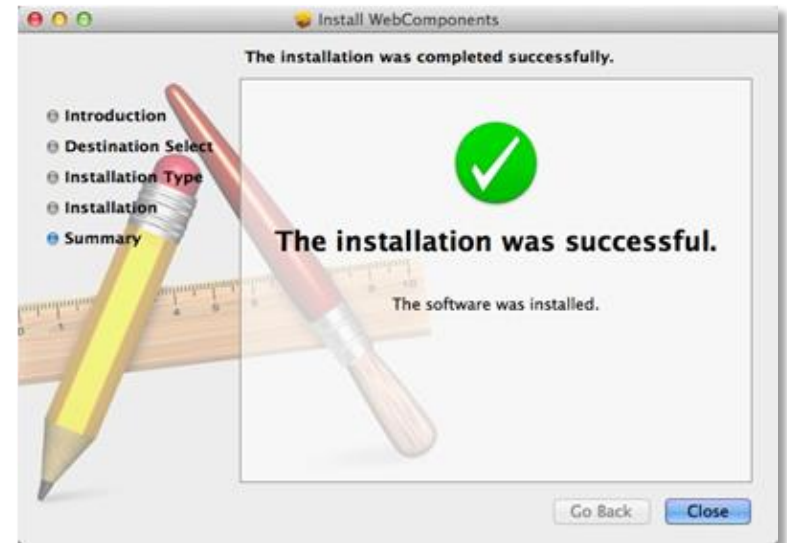 Install WebComponents
The installation was completed successfully.
Introduction
Destination Select
Installation Type
Installation
Summary
The installation was successful.
The software was installed.
Go Back
Close